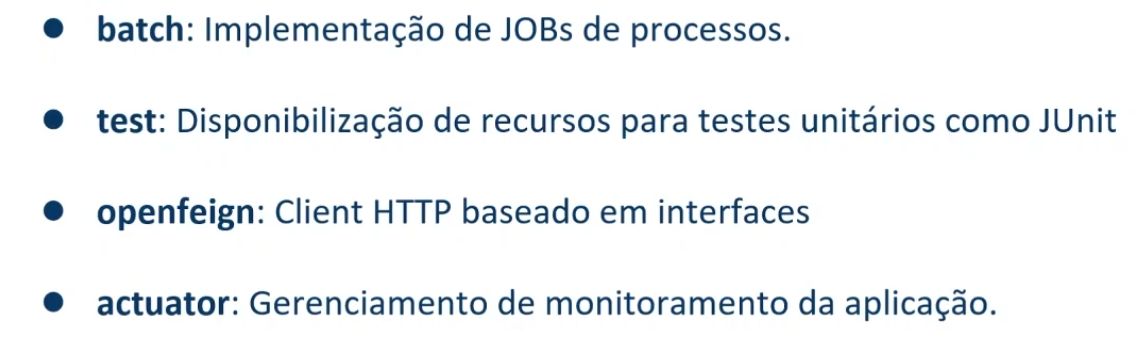 ● batch: Implementação de JOBs de processos.
● test: Disponibilização de recursos para testes unitários como JUnit
● openfeign: Client HTTP baseado em interfaces
● actuator: Gerenciamento de monitoramento da aplicação.